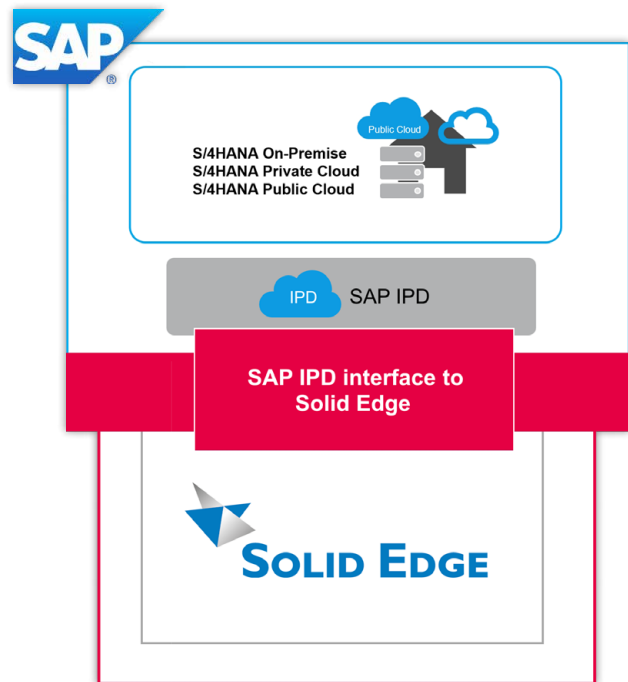 SAP
®
Public Cloud
S/4HANA On-Premise
S/4HANA Private Cloud
S/4HANA Public Cloud
IPD SAP IPD
SAP IPD interface to
Solid Edge
SOLID EDGE